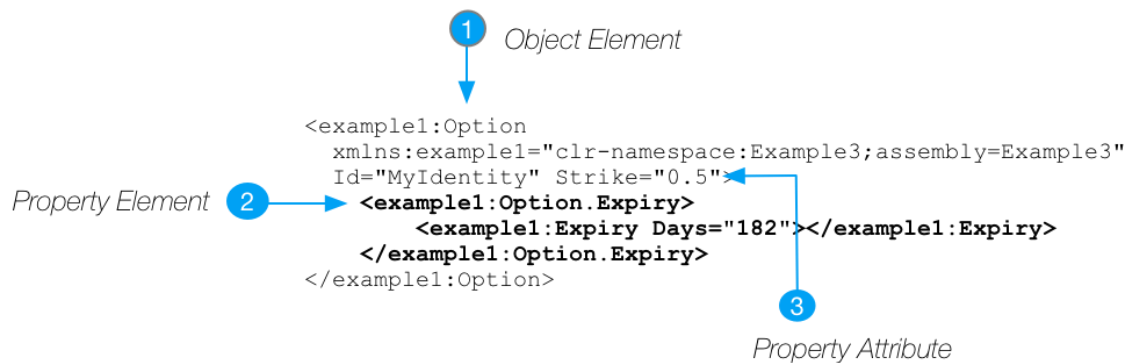 1 Object Element
<example1:Option
xmlns:example1="clr-namespace:Example3;assembly=Example3"
Id="MyIdentity" Strike="0.5">
Property Element 2 <example1:Option.Expiry>
<example1:Expiry Days="182"></example1:Expiry>
</example1:Option.Expiry>
</example1:Option>
3
Property Attribute